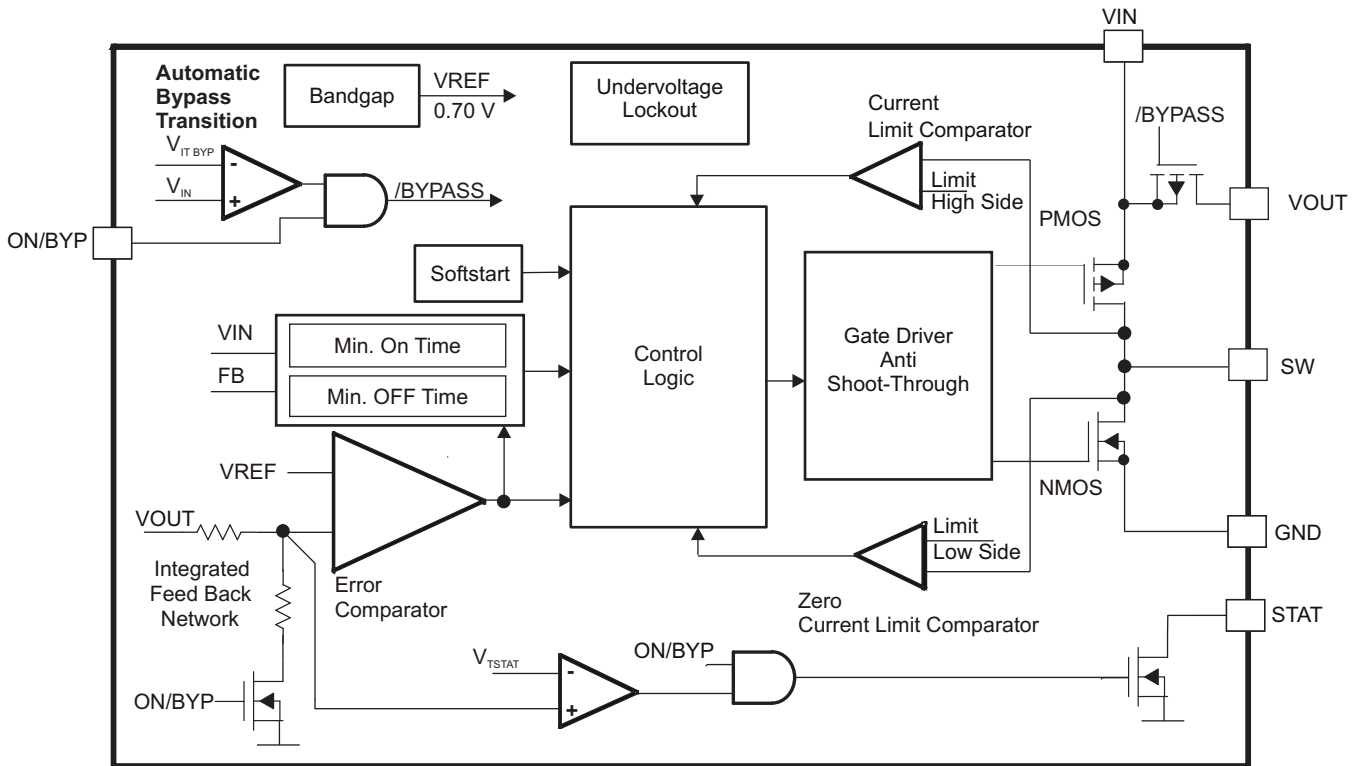 VIN
Automatic
Bypass
Transition
Bandgap
VREF
0.70 V
Undervoltage
Lockout
Current
Limit Comparator
/BYPASS
VIT BYP
-
VIN
+
/BYPASS
Limit
High Side
VOUT
ON/BYP
PMOS
Softstart
VIN
FB
Min. On Time
Min. OFF Time
Control
Logic
Gate Driver
Anti
Shoot-Through
SW
VREF
NMOS
VOUT
Limit
Low Side
GND
Integrated
Feed Back
Network
Error
Comparator
Zero
Current Limit Comparator
STAT
VTSTAT
-
+
ON/BYP
ON/BYP